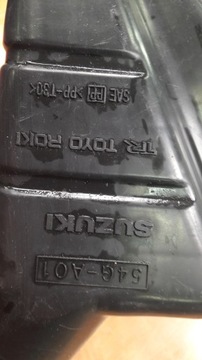 SAE PP >PP-T30<
TR TOYO ROKI
SUZUKI
54G-A01